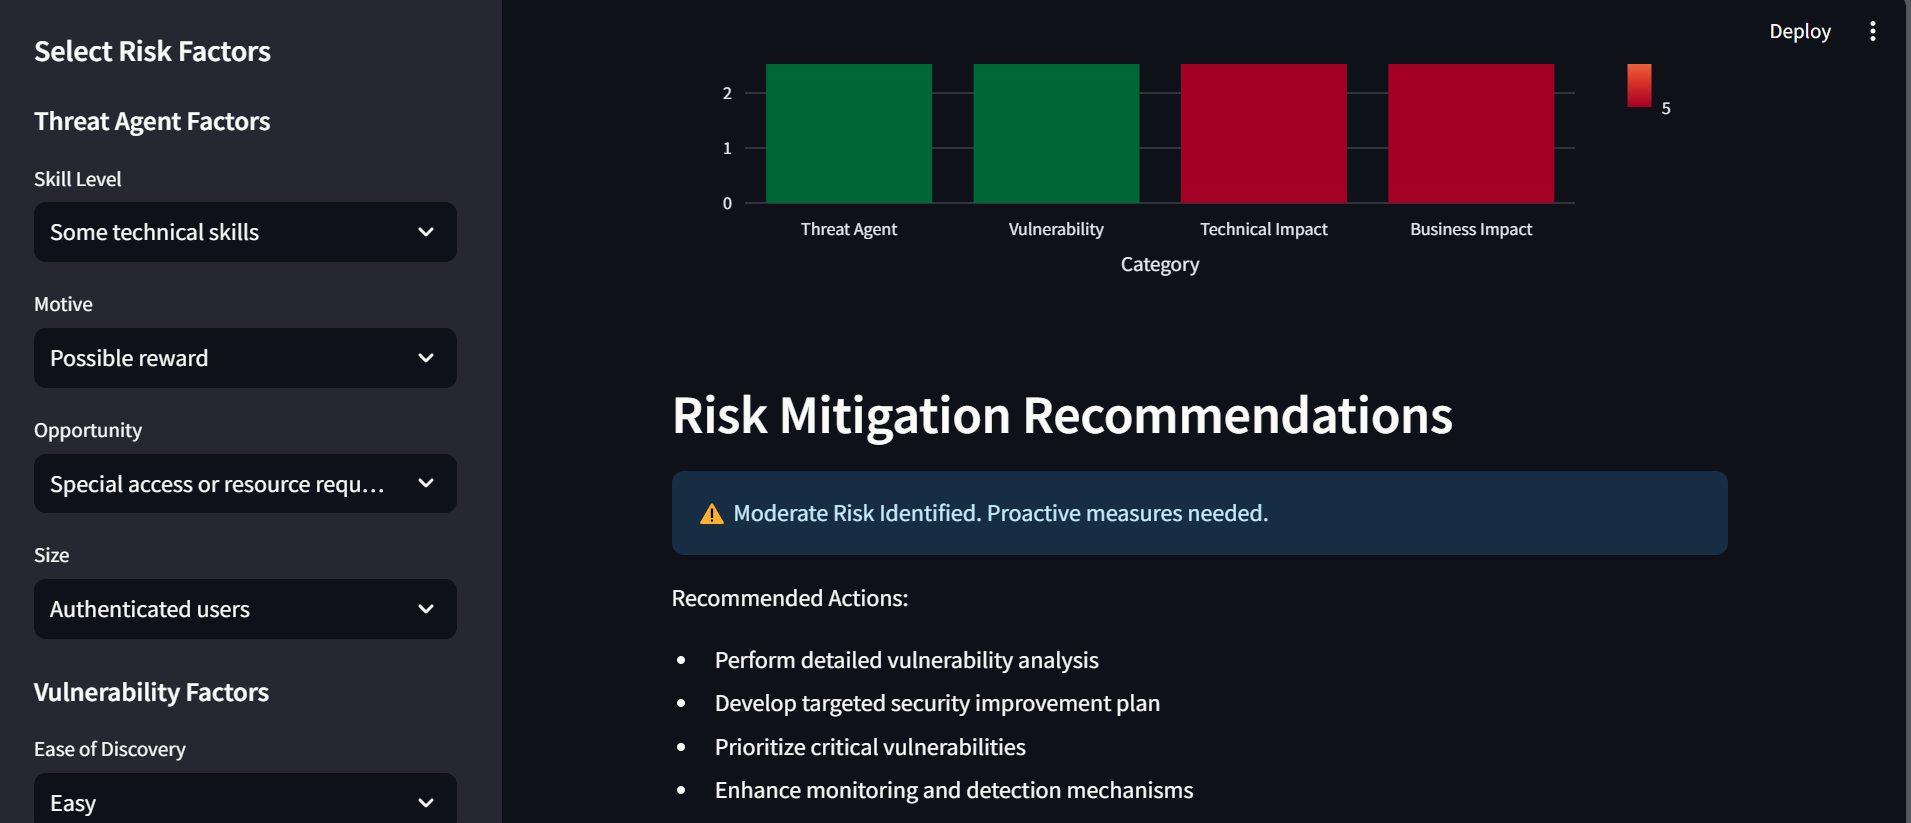 Select Risk Factors
Threat Agent Factors
Skill Level
Some technical skills
Motive
Possible reward
Opportunity
Special access or resource requ...
Size
Authenticated users
Vulnerability Factors
Ease of Discovery
Easy
Deploy
2
1
0
5
Threat Agent
Vulnerability
Technical Impact
Business Impact
Category
Risk Mitigation Recommendations
⚠️ Moderate Risk Identified. Proactive measures needed.
Recommended Actions:
• Perform detailed vulnerability analysis
• Develop targeted security improvement plan
• Prioritize critical vulnerabilities
• Enhance monitoring and detection mechanisms